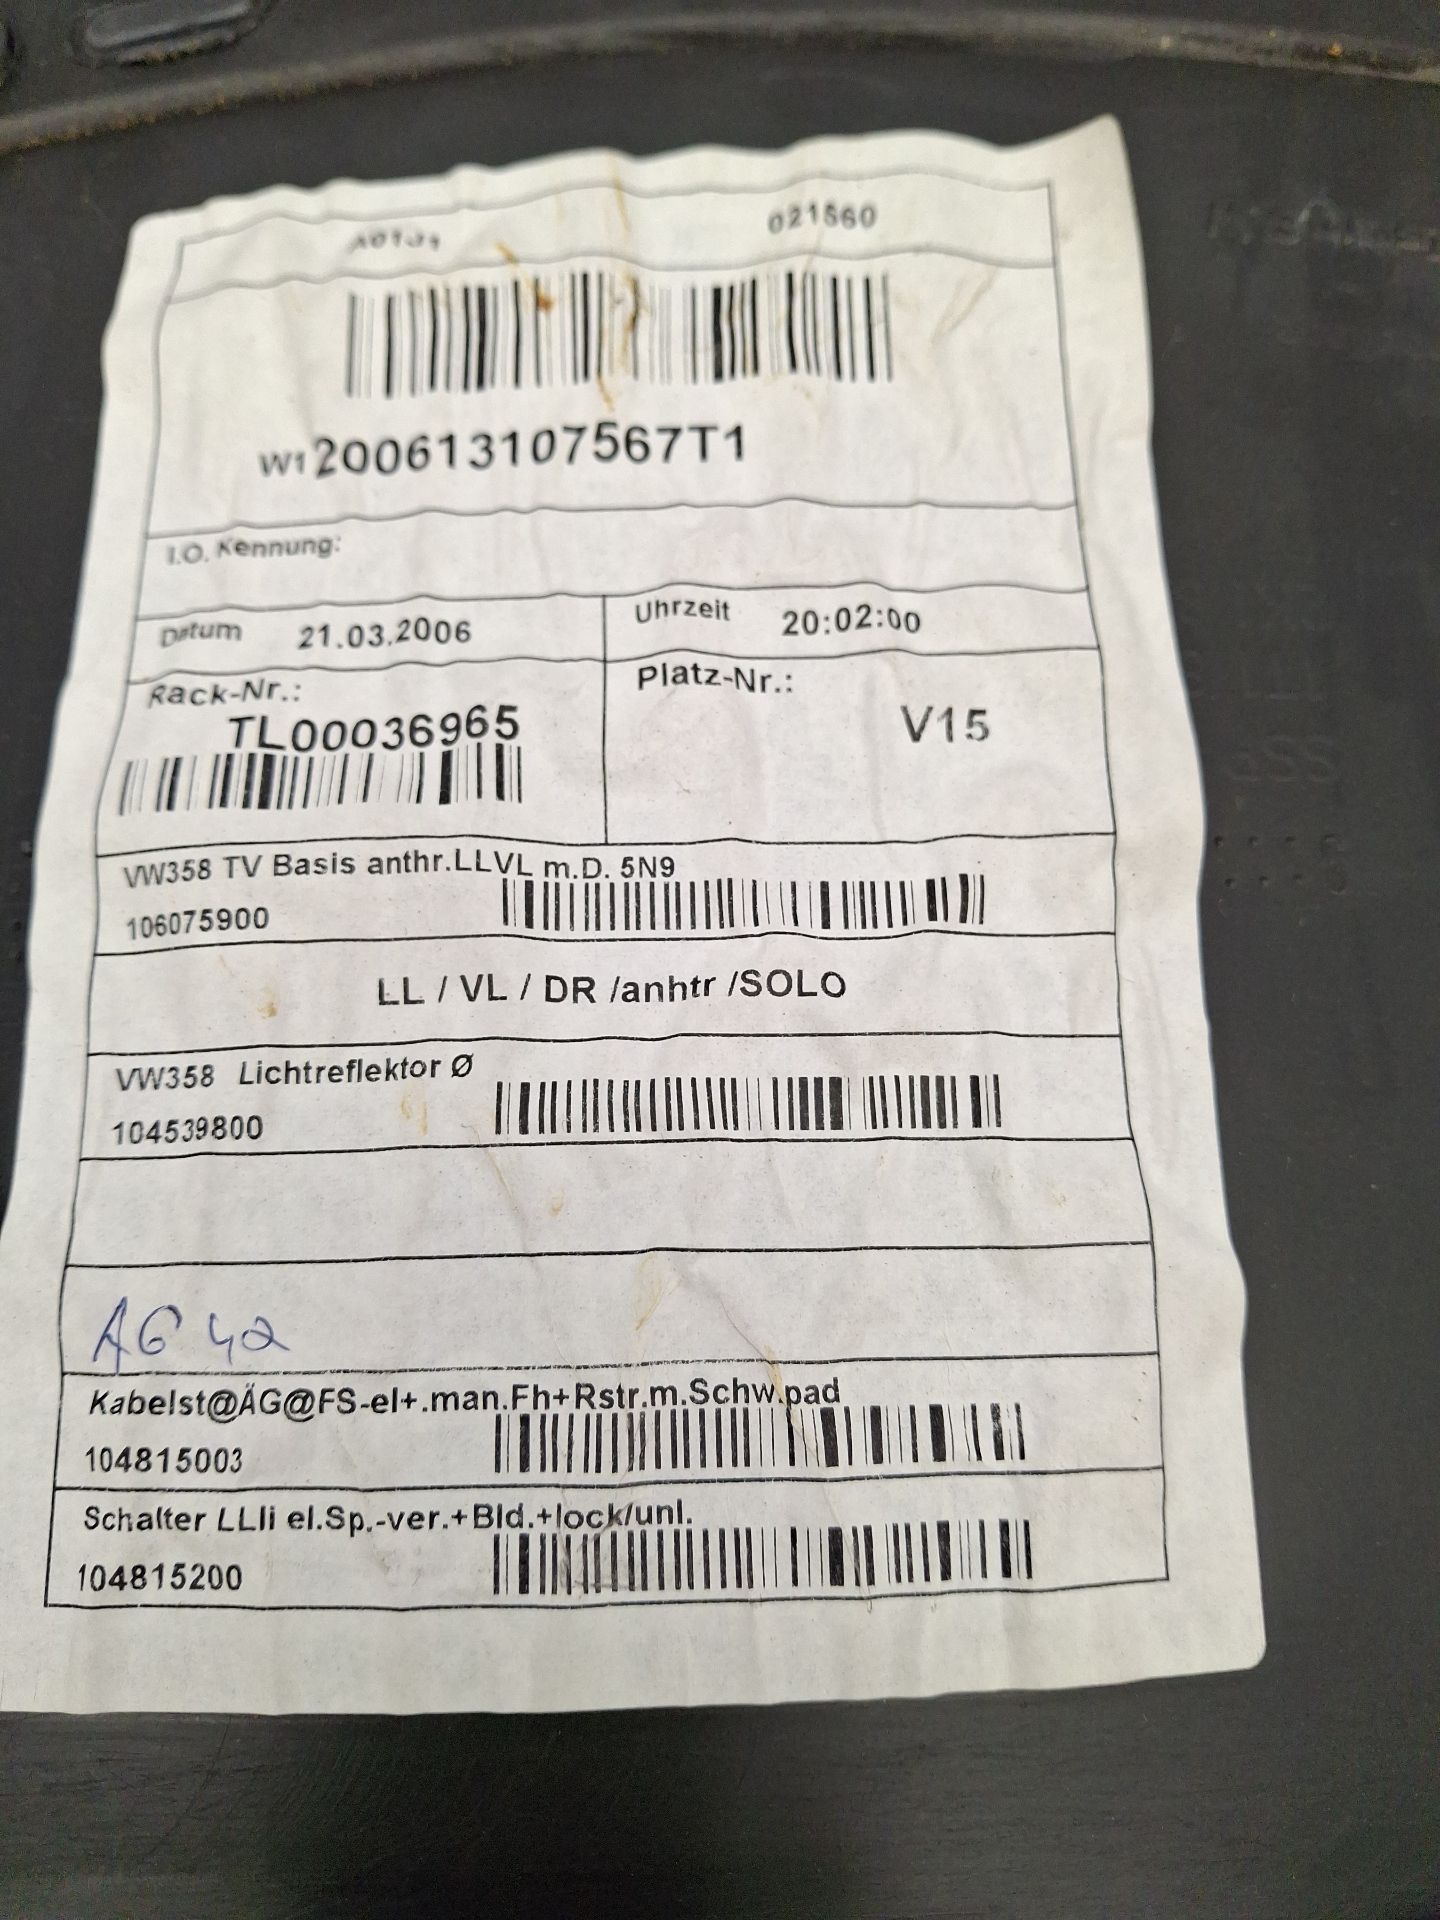 021560
W1200613107567T1
I.O. Kennung:
Datum 21.03.2006 Uhrzeit 20:02:00
Rack-Nr.: Platz-Nr.:
TL00036965 V15
VW358 TV Basis anthr.LLVL m.D. 5N9
106075900
LL / VL / DR /anhtr /SOLO
VW358 Lichtreflektor Ø
104539800
AG 42
Kabelst@ÄG@FS-el+.man.Fh+Rstr.m.Schw.pad
104815003
Schalter LLli el.Sp.-ver.+Bld.+lock/unl.
104815200